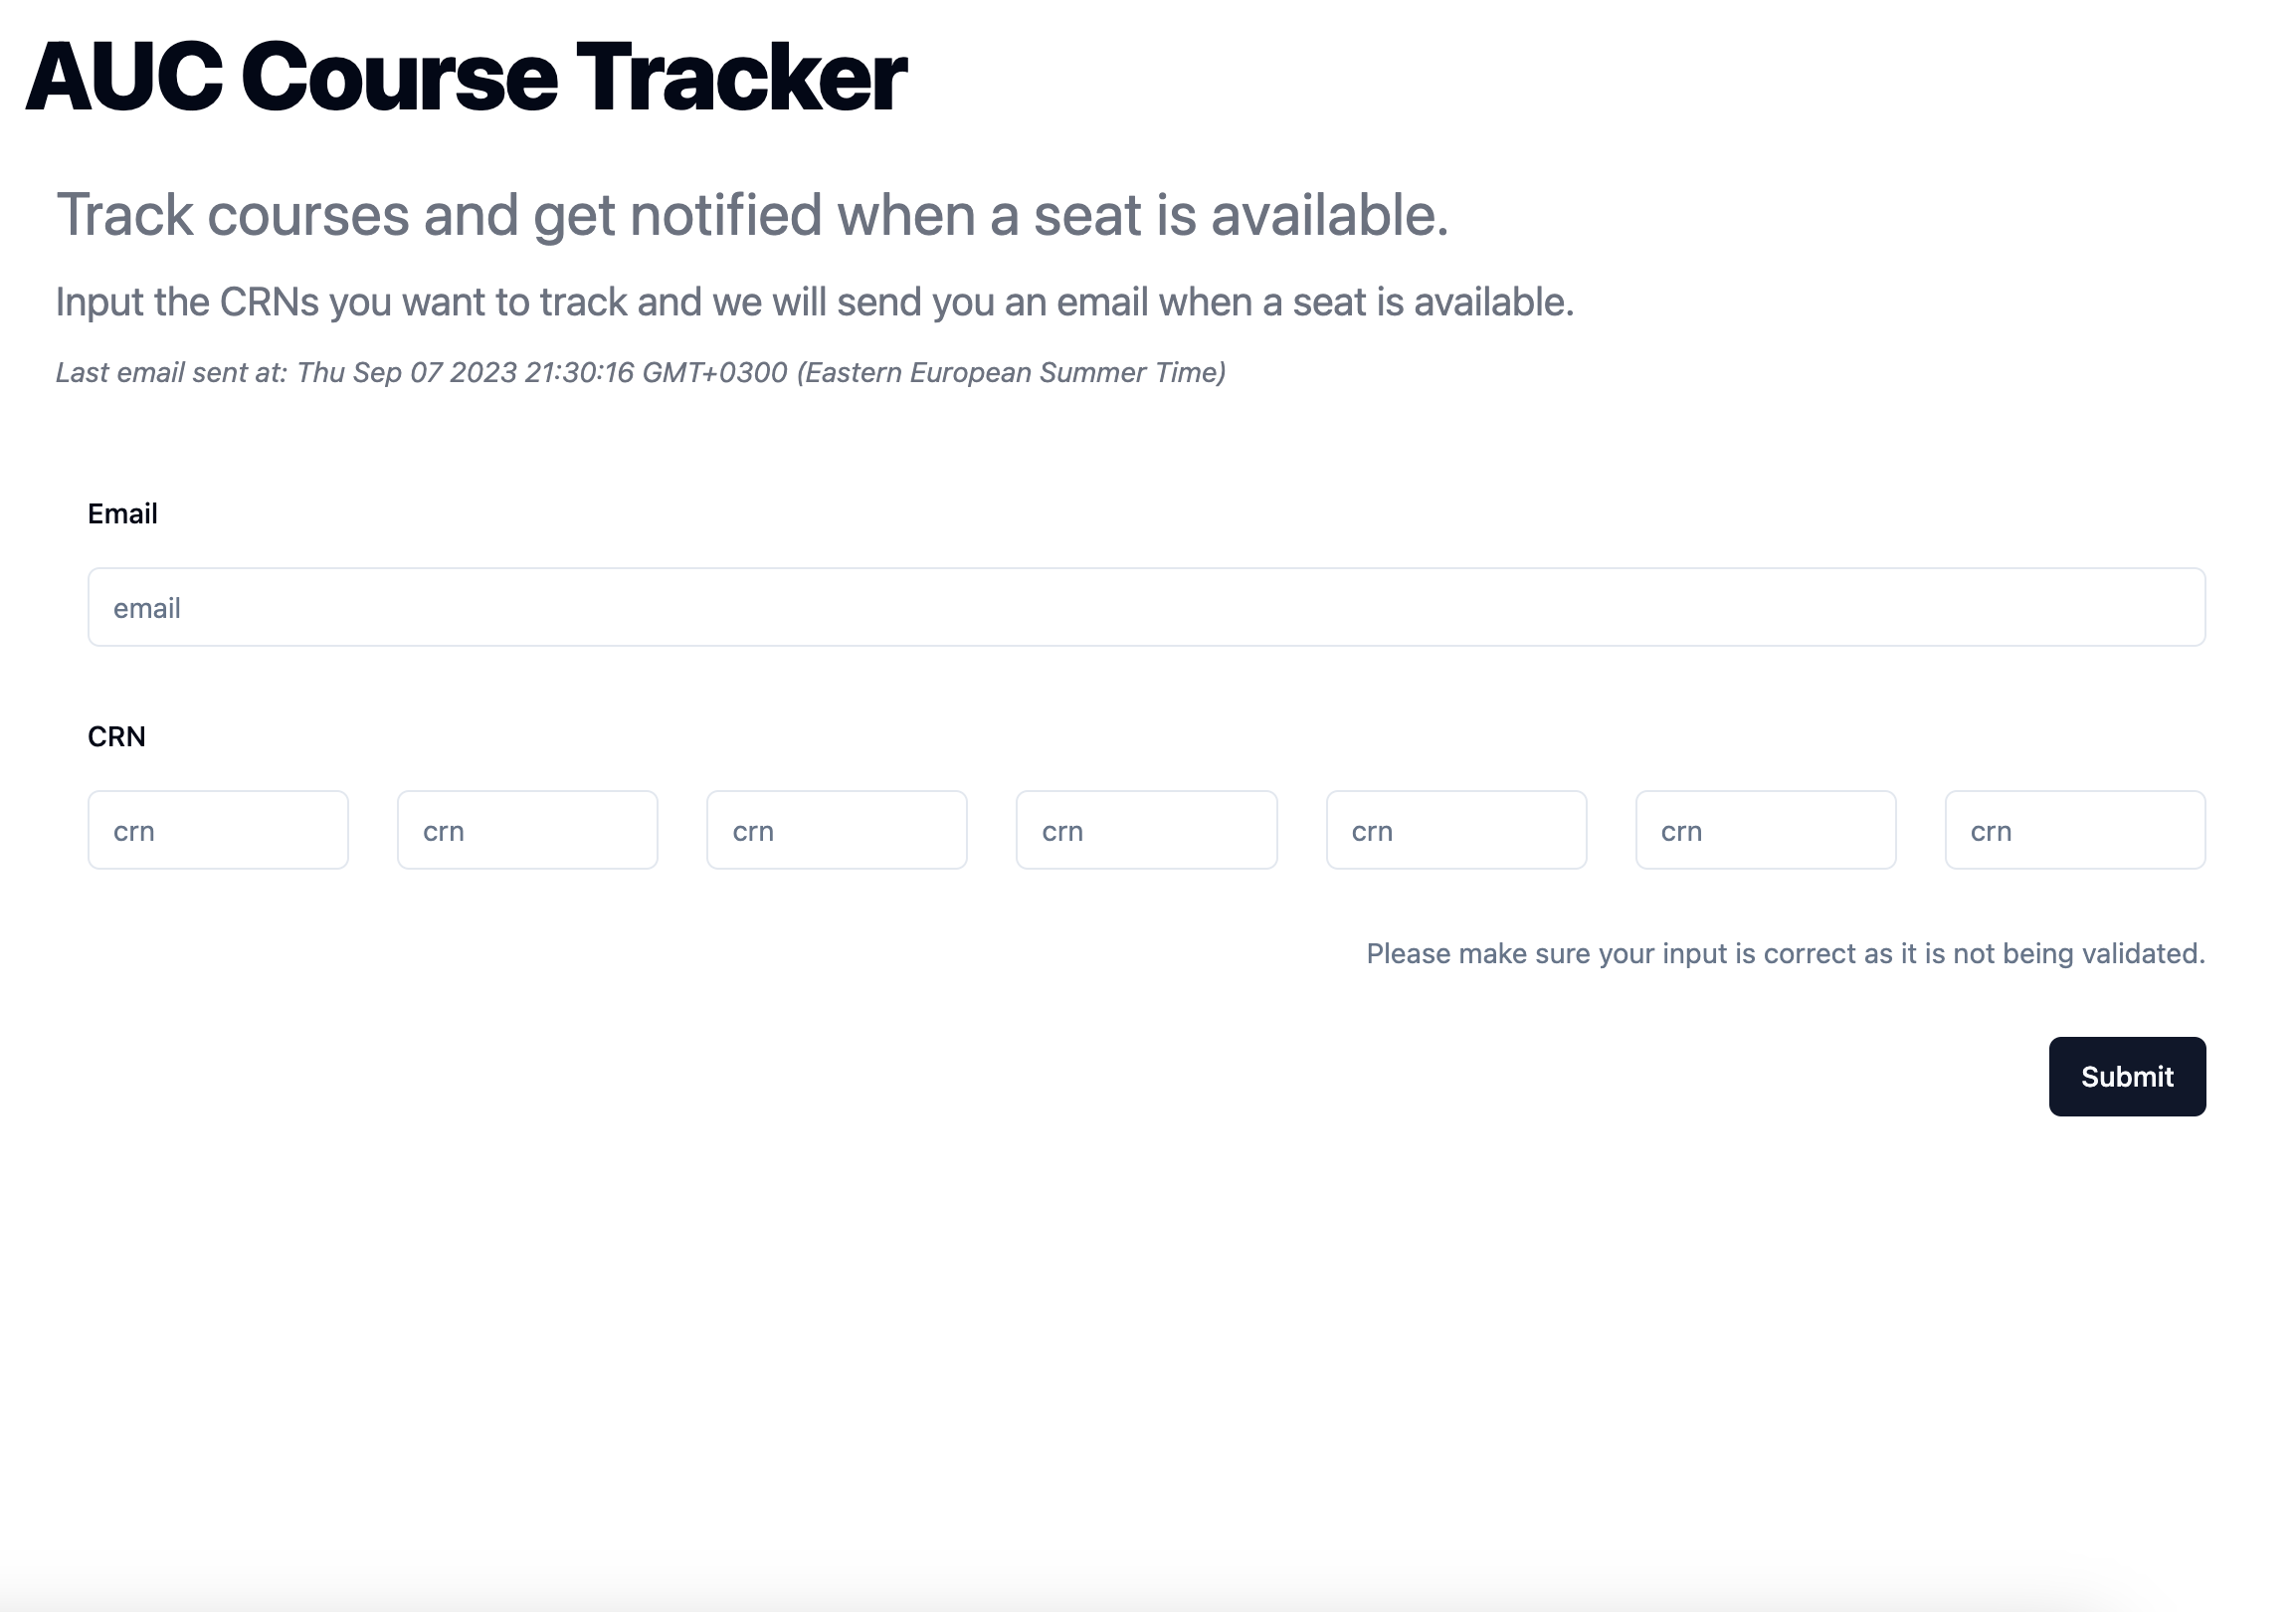 AUC Course Tracker
Track courses and get notified when a seat is available.
Input the CRNs you want to track and we will send you an email when a seat is available.
Last email sent at: Thu Sep 07 2023 21:30:16 GMT+0300 (Eastern European Summer Time)
Email
email
CRN
crn crn crn crn crn crn crn
Please make sure your input is correct as it is not being validated.
Submit